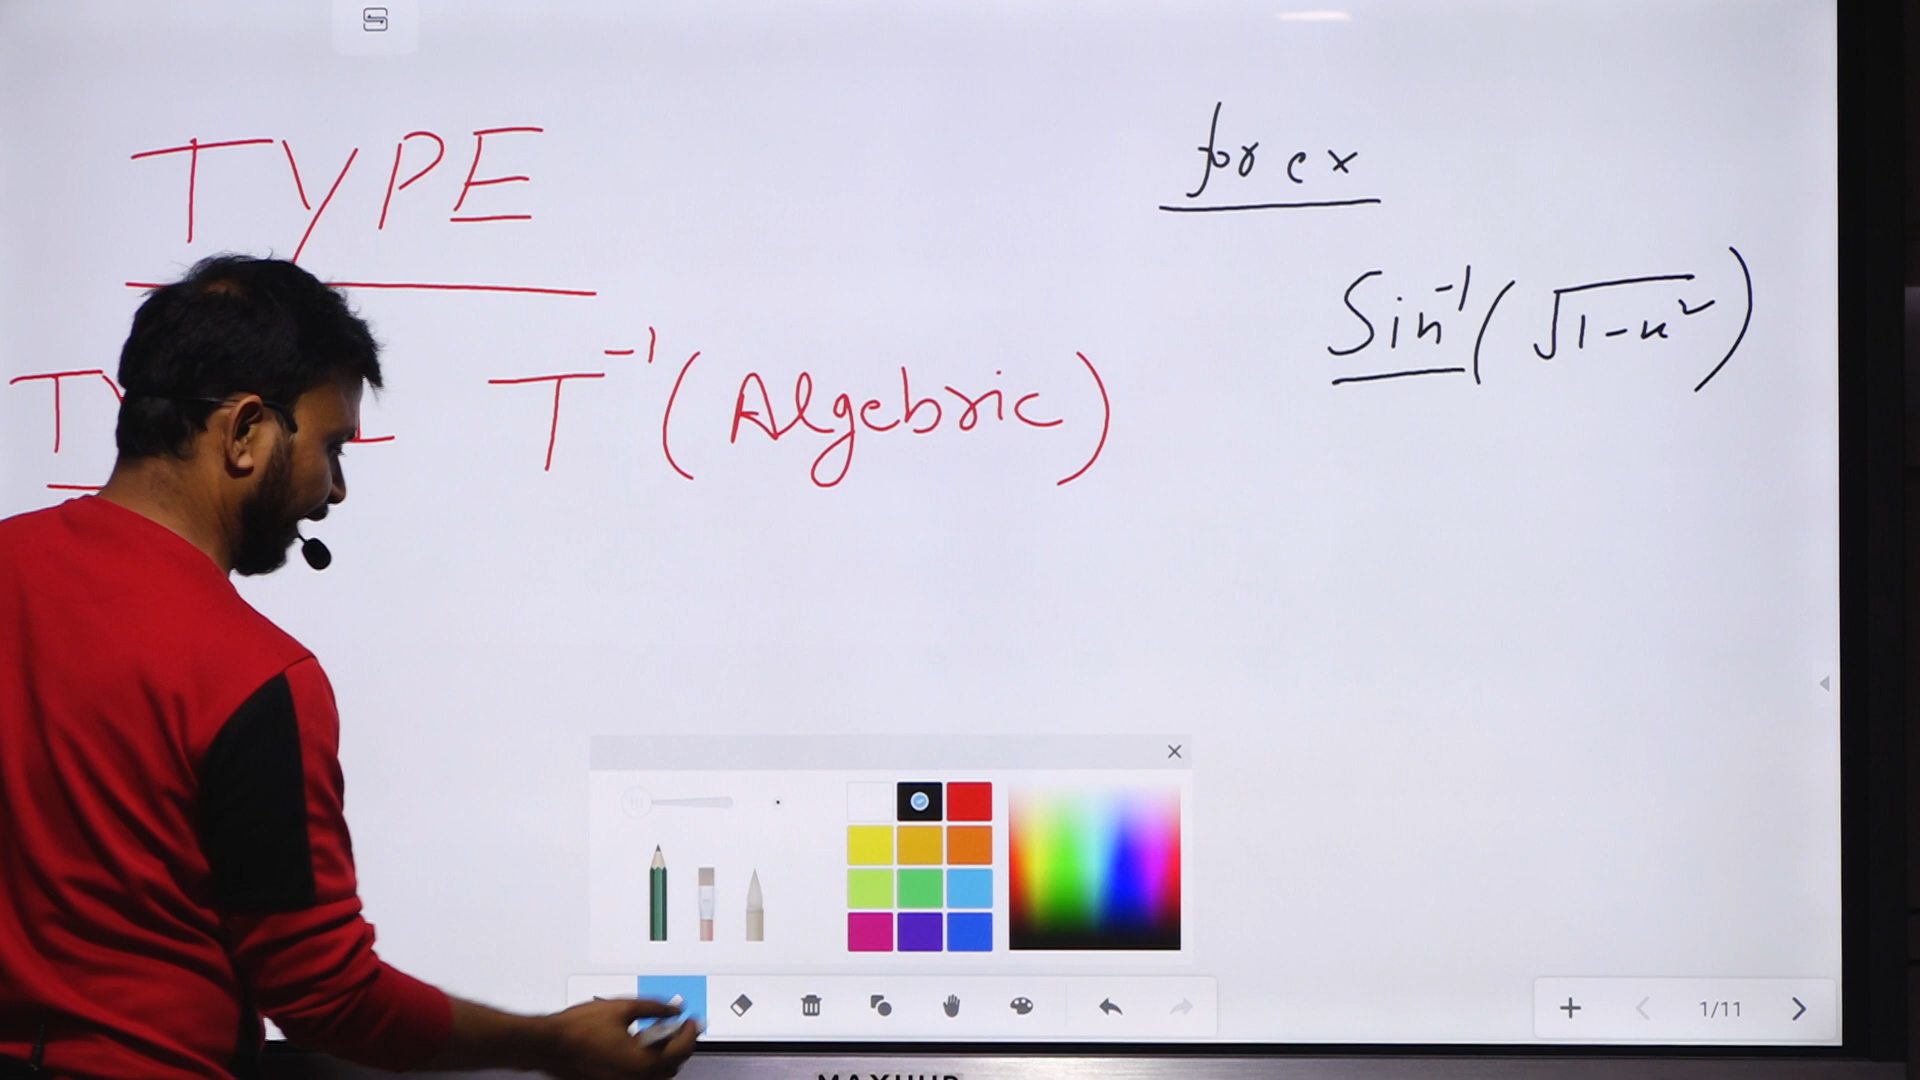 TYPE
for ex
Sin⁻¹(√1-x²)
T⁻¹(Algebric)
1/11